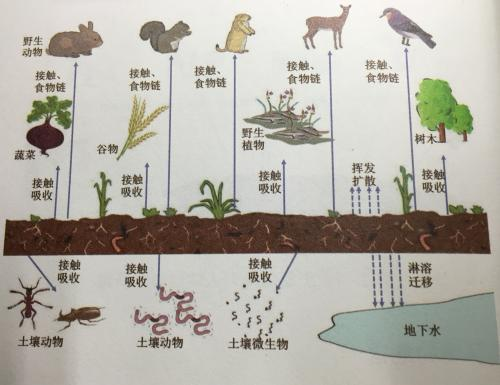 野生
动物
接触、
食物链
接触、
食物链
接触、
食物链
接触、
食物链
接触、
食物链
蔬菜
谷物
野生
植物
树木
接触
吸收
接触
吸收
接触
吸收
挥发
扩散
接触
吸收
接触
吸收
接触
吸收
接触
吸收
淋溶
迁移
土壤动物
土壤动物
土壤微生物
地下水